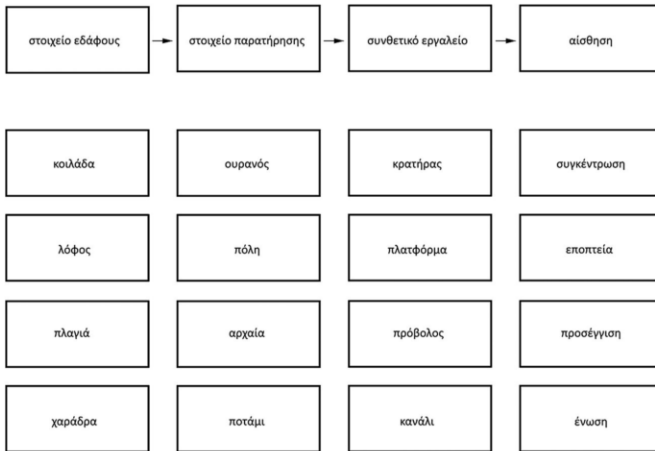 στοιχείο εδάφους
στοιχείο παρατήρησης
συνθετικό εργαλείο
αίσθηση
κοιλάδα
ουρανός
κρατήρας
συγκέντρωση
λόφος
πόλη
πλατφόρμα
εποπτεία
πλαγιά
αρχαία
πρόβολος
προσέγγιση
χαράδρα
ποτάμι
κανάλι
ένωση